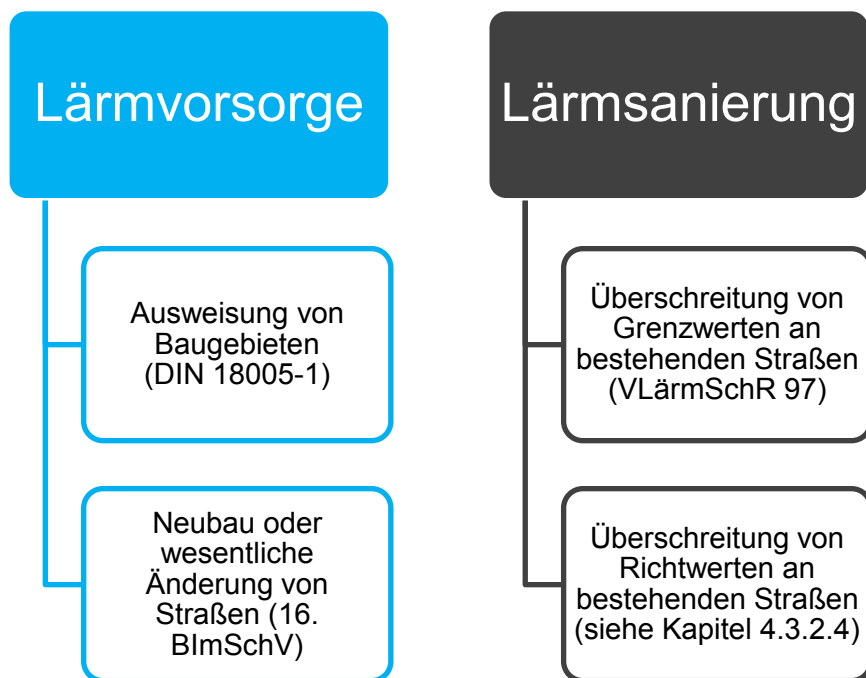 Lärmvorsorge
Ausweisung von
Baugebieten
(DIN 18005-1)
Neubau oder
wesentliche
Änderung von
Straßen (16.
BImSchV)
Lärmsanierung
Überschreitung von
Grenzwerten an
bestehenden Straßen
(VLärmSchR 97)
Überschreitung von
Richtwerten an
bestehenden Straßen
(siehe Kapitel 4.3.2.4)